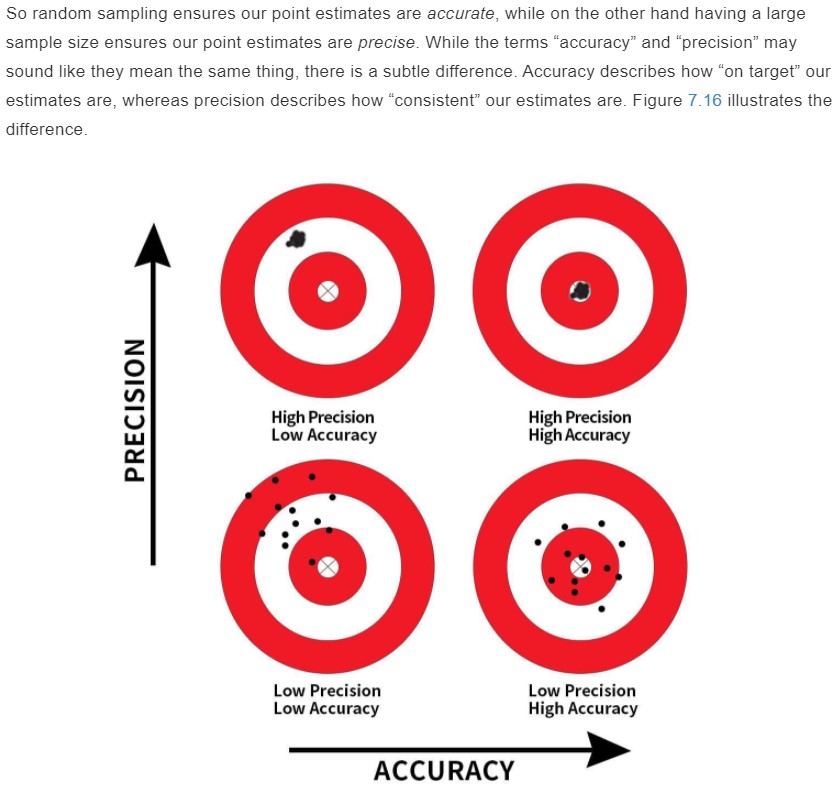 So random sampling ensures our point estimates are accurate, while on the other hand having a large
sample size ensures our point estimates are precise. While the terms “accuracy” and “precision” may
sound like they mean the same thing, there is a subtle difference. Accuracy describes how “on target” our
estimates are, whereas precision describes how “consistent” our estimates are. Figure 7.16 illustrates the
difference.
PRECISION
High Precision
Low Accuracy
High Precision
High Accuracy
Low Precision
Low Accuracy
Low Precision
High Accuracy
ACCURACY